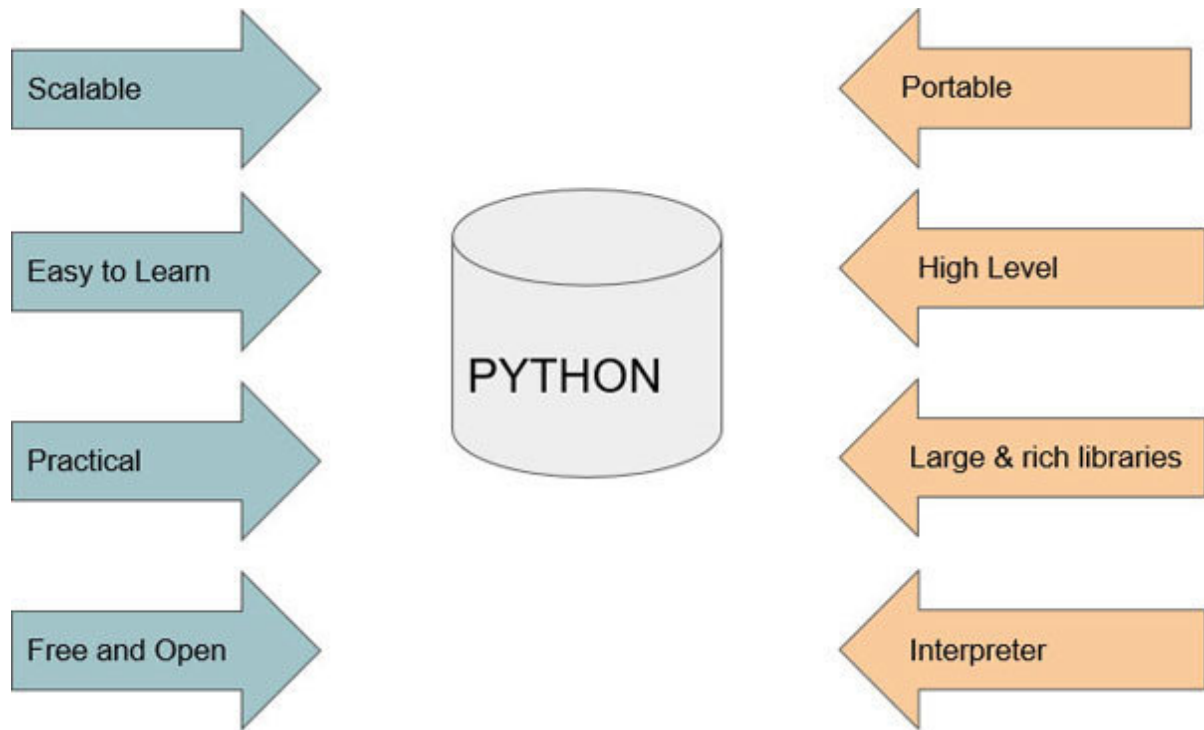 Scalable
Portable
Easy to Learn
High Level
PYTHON
Practical
Large & rich libraries
Free and Open
Interpreter